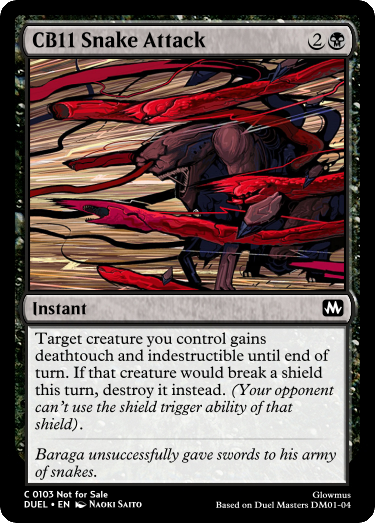 CB11 Snake Attack 2
Instant M
Target creature you control gains
deathtouch and indestructible until end of
turn. If that creature would break a shield
this turn, destroy it instead. (Your opponent
can't use the shield trigger ability of that
shield).
Baraga unsuccessfully gave swords to his army
of snakes.
C 0103 Not for Sale Glowmus
DUEL • EN Naoki Saito Based on Duel Masters DM01-04